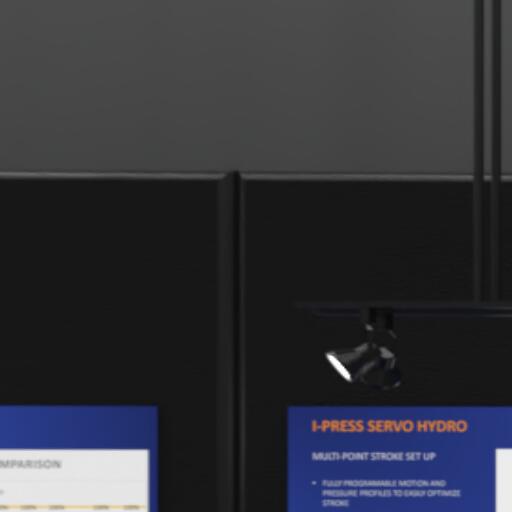 MPARISON
I-PRESS SERVO HYDRO
MULTI-POINT STROKE SET UP
• FULLY PROGRAMMABLE MOTION AND
PRESSURE PROFILES TO EASILY OPTIMIZE
STROKE